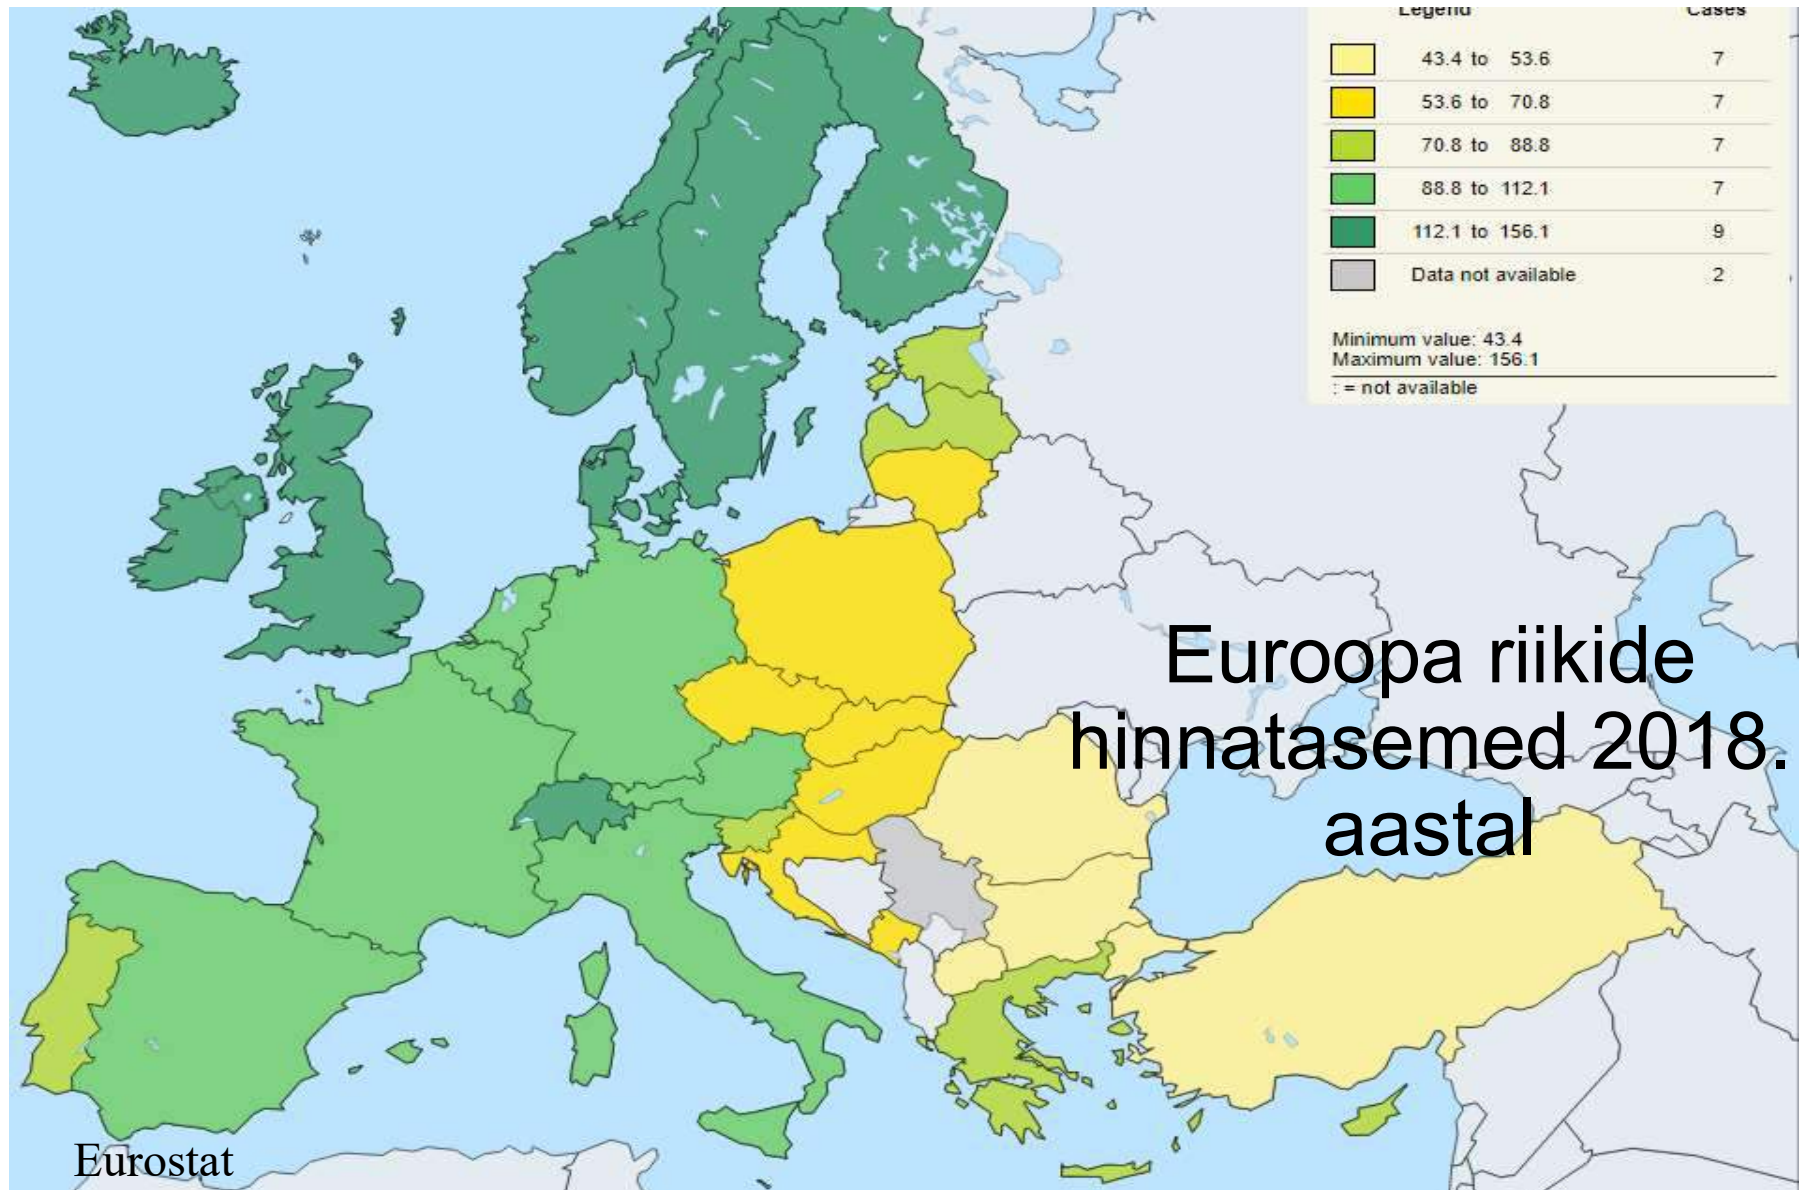 Legend Cases
43.4 to 53.6 7
53.6 to 70.8 7
70.8 to 88.8 7
88.8 to 112.1 7
112.1 to 156.1 9
Data not available 2
Minimum value: 43.4
Maximum value: 156.1
: = not available
Euroopa riikide
hinnatasemed 2018.
aastal
Eurostat